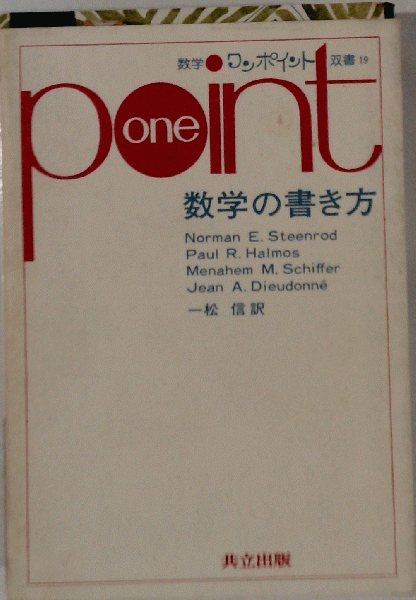 数学ワンポイント双書 19
point
one
数学の書き方
Norman E. Steenrod
Paul R. Halmos
Menahem M. Schiffer
Jean A. Dieudonné
一松 信 訳
共立出版